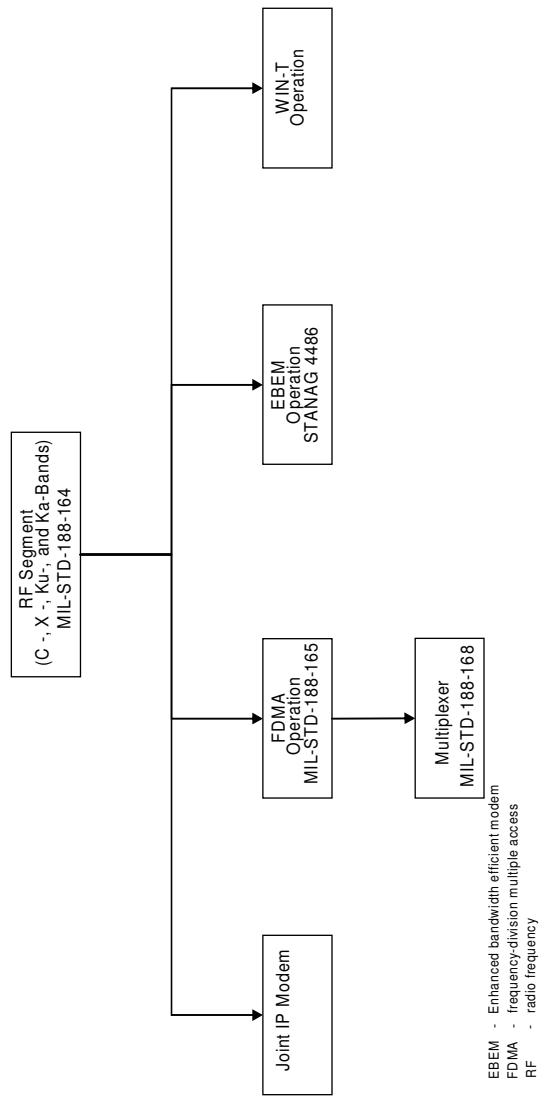 RF Segment
(C -, X -, Ku-, and Ka-Bands)
MIL-STD-188-164
Joint IP Modem
FDMA
Operation
MIL-STD-188-165
EBEM
Operation
STANAG 4486
WIN-T
Operation
Multiplexer
MIL-STD-188-168
EBEM - Enhanced bandwidth efficient modem
FDMA - frequency-division multiple access
RF - radio frequency